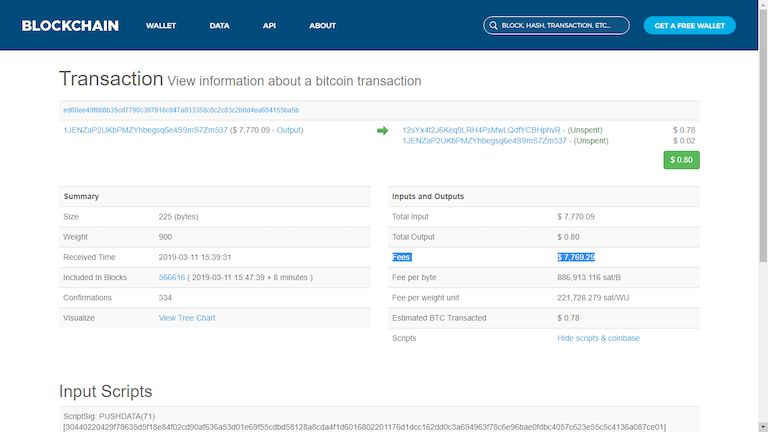 BLOCKCHAIN WALLET DATA API ABOUT BLOCK, HASH, TRANSACTION, ETC... GET A FREE WALLET
Transaction View information about a bitcoin transaction
ed60ee49f6b8b35cd7790c307916c847a033358c0c2c83c2b0d4ea654155ba5b
1JENZaP2UKbPMZYhbegsq6e4S9mS7Zm537 ($ 7,770.09 - Output) 12sYx4t2J6Keq9LRH4PsMwLQdfYCBHphvR - (Unspent) $ 0.78
1JENZaP2UKbPMZYhbegsq6e4S9mS7Zm537 - (Unspent) $ 0.02
$ 0.80
Summary
Size 225 (bytes)
Weight 900
Received Time 2019-03-11 15:39:31
Included In Blocks 566616 ( 2019-03-11 15:47:39 + 8 minutes )
Confirmations 334
Visualize View Tree Chart
Inputs and Outputs
Total Input $ 7,770.09
Total Output $ 0.80
Fees $ 7,769.29
Fee per byte 886,913.116 sat/B
Fee per weight unit 221,728.279 sat/WU
Estimated BTC Transacted $ 0.78
Scripts Hide scripts & coinbase
Input Scripts
ScriptSig: PUSHDATA(71)
[30440220429f78635d5f18e84f02cd90af636a53d01e69f55cdbd58128a8cda4f1d6016802201176d1dcc162dd0c3a694963f78c6e96bae0fdbc4057c623e55c5c4136a087ce01]